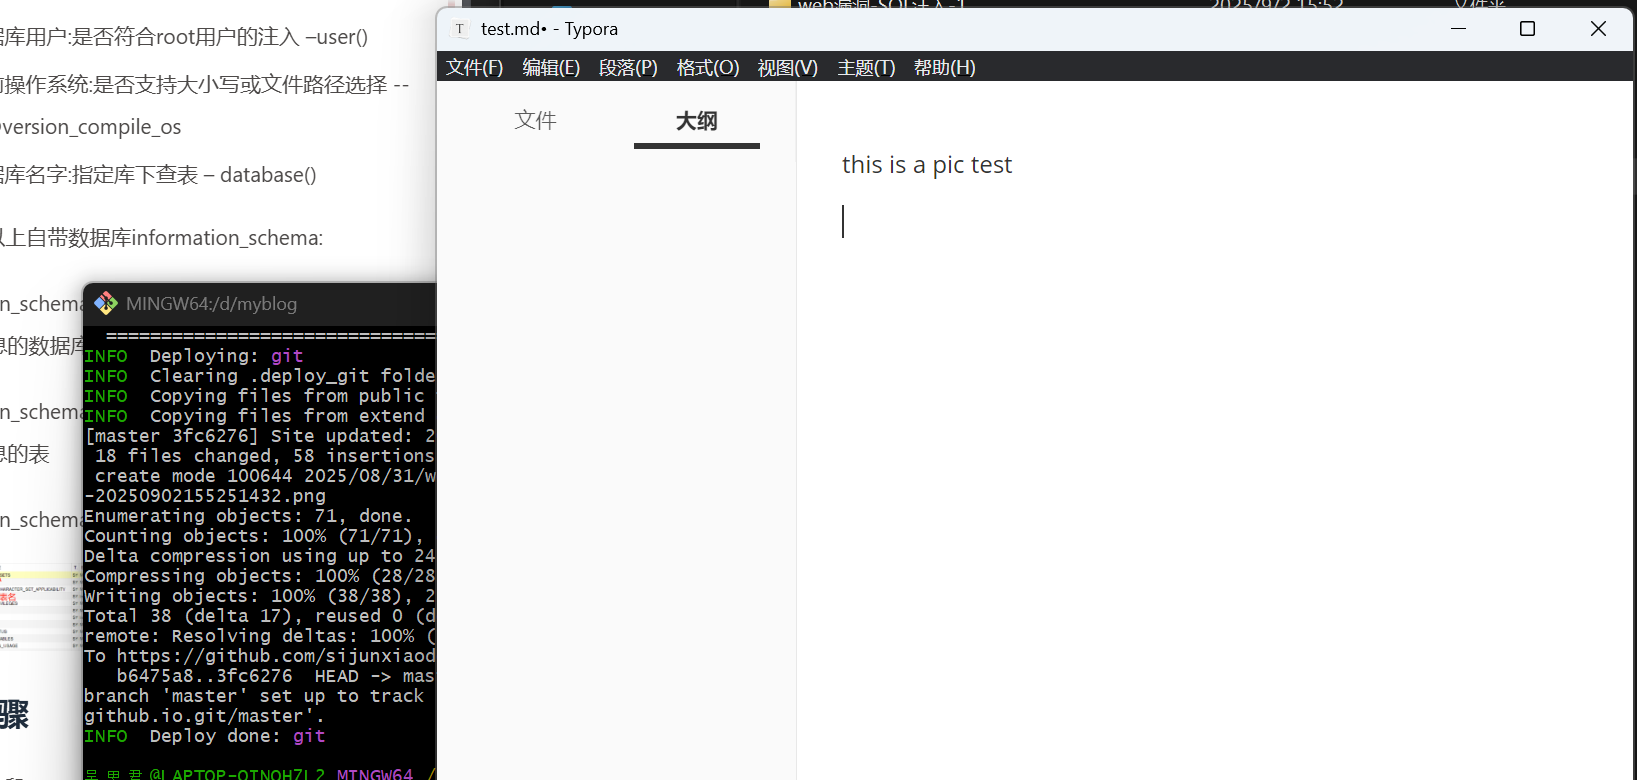 库用户:是否符合root用户的注入 –user()
操作系统:是否支持大小写或文件路径选择 --
version_compile_os
库名字:指定库下查表 – database()
以上自带数据库information_schema:
n_schema
息的数据库
n_schema
息的表
n_schema
骤
MINGW64:/d/myblog
==============================
INFO  Deploying: git
INFO  Clearing .deploy_git folde
INFO  Copying files from public
INFO  Copying files from extend
[master 3fc6276] Site updated: 2
18 files changed, 58 insertions
create mode 100644 2025/08/31/w
-20250902155251432.png
Enumerating objects: 71, done.
Counting objects: 100% (71/71),
Delta compression using up to 24
Compressing objects: 100% (28/28
Writing objects: 100% (38/38), 2
Total 38 (delta 17), reused 0 (d
remote: Resolving deltas: 100% (
To https://github.com/sijunxiaod
b6475a8..3fc6276  HEAD -> mas
branch 'master' set up to track
github.io.git/master'.
INFO  Deploy done: git
web漏洞-SQL注入-1
2025/9/2 15:52
文件夹
test.md• - Typora
文件(F) 编辑(E) 段落(P) 格式(O) 视图(V) 主题(T) 帮助(H)
文件 大纲
this is a pic test